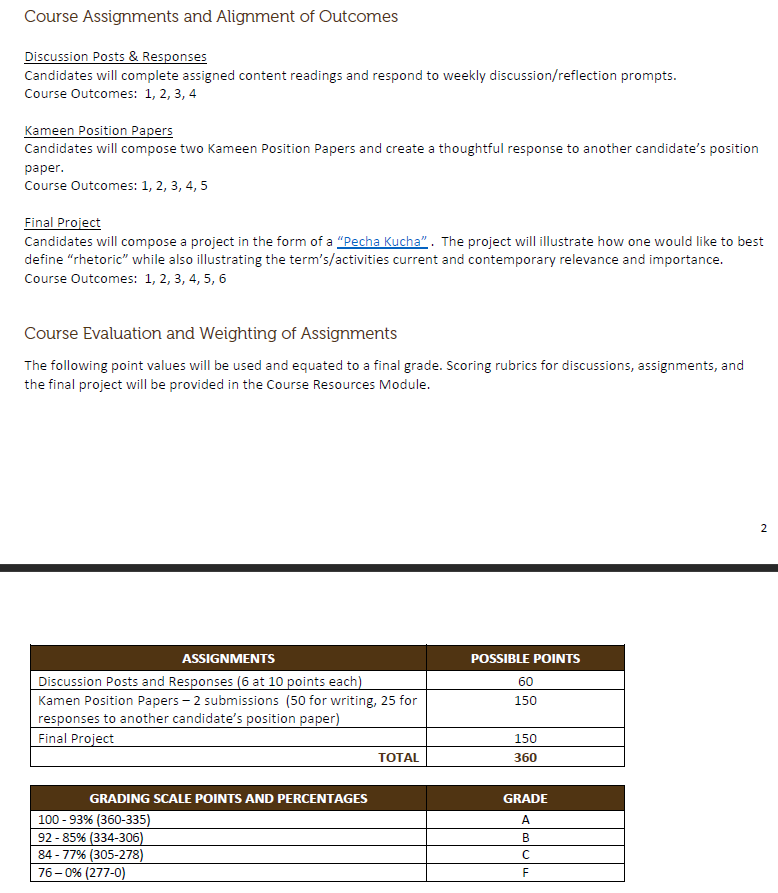 Course Assignments and Alignment of Outcomes
Discussion Posts & Responses
Candidates will complete assigned content readings and respond to weekly discussion/reflection prompts.
Course Outcomes:  1, 2, 3, 4
Kameen Position Papers
Candidates will compose two Kameen Position Papers and create a thoughtful response to another candidate’s position
paper.
Course Outcomes: 1, 2, 3, 4, 5
Final Project
Candidates will compose a project in the form of a “Pecha Kucha” .  The project will illustrate how one would like to best
define “rhetoric” while also illustrating the term’s/activities current and contemporary relevance and importance.
Course Outcomes:  1, 2, 3, 4, 5, 6
Course Evaluation and Weighting of Assignments
The following point values will be used and equated to a final grade. Scoring rubrics for discussions, assignments, and
the final project will be provided in the Course Resources Module.
2
ASSIGNMENTS POSSIBLE POINTS
Discussion Posts and Responses (6 at 10 points each) 60
Kamen Position Papers – 2 submissions  (50 for writing, 25 for 150
responses to another candidate’s position paper)
Final Project 150
TOTAL 360
GRADING SCALE POINTS AND PERCENTAGES GRADE
100 - 93% (360-335) A
92 - 85% (334-306) B
84 - 77% (305-278) C
76 – 0% (277-0) F